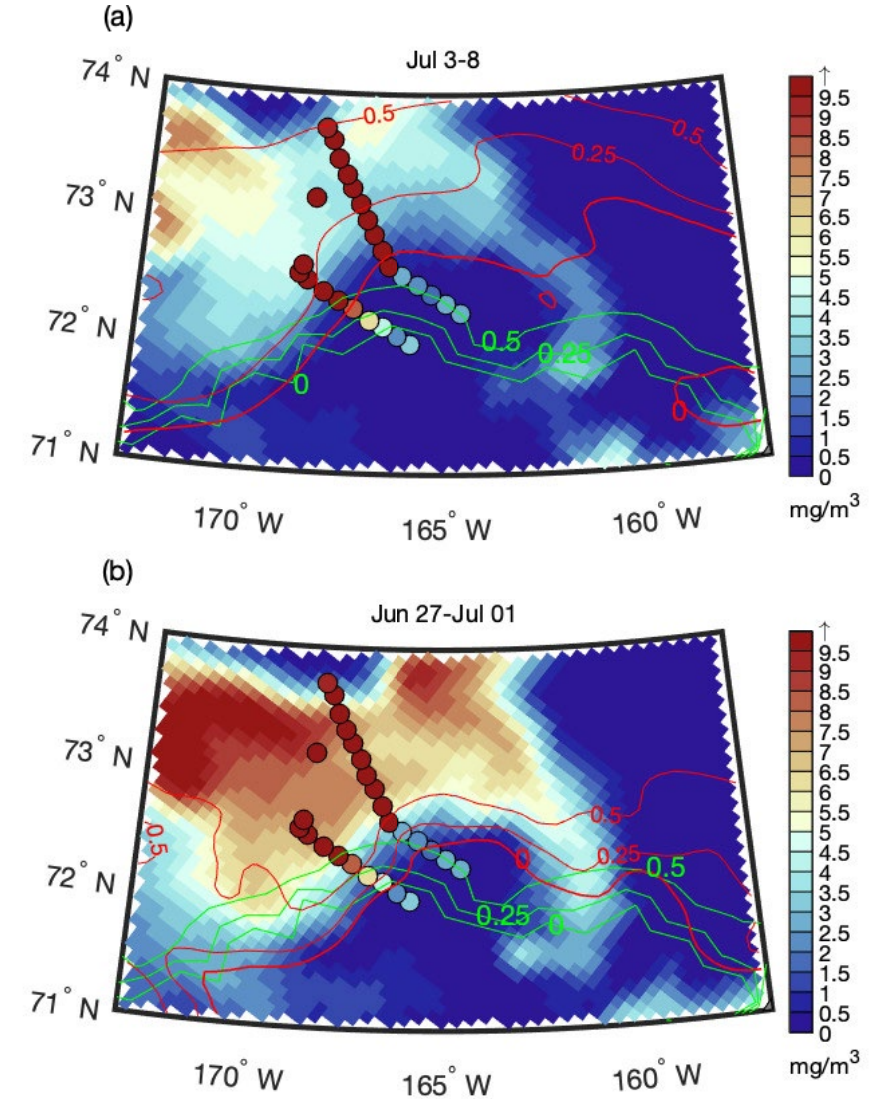 (a)
Jul 3-8
74° N
73° N
72° N
71° N
170° W
165° W
160° W
0.5
0.5
0.25
0.5
0.25
0
0
↑
9.5
9
8.5
8
7.5
7
6.5
6
5.5
5
4.5
4
3.5
3
2.5
2
1.5
1
0.5
0
mg/m³
(b)
Jun 27-Jul 01
74° N
73° N
72° N
71° N
170° W
165° W
160° W
0.5
0.5
0.25
0
0.5
0.25
0
↑
9.5
9
8.5
8
7.5
7
6.5
6
5.5
5
4.5
4
3.5
3
2.5
2
1.5
1
0.5
0
mg/m³